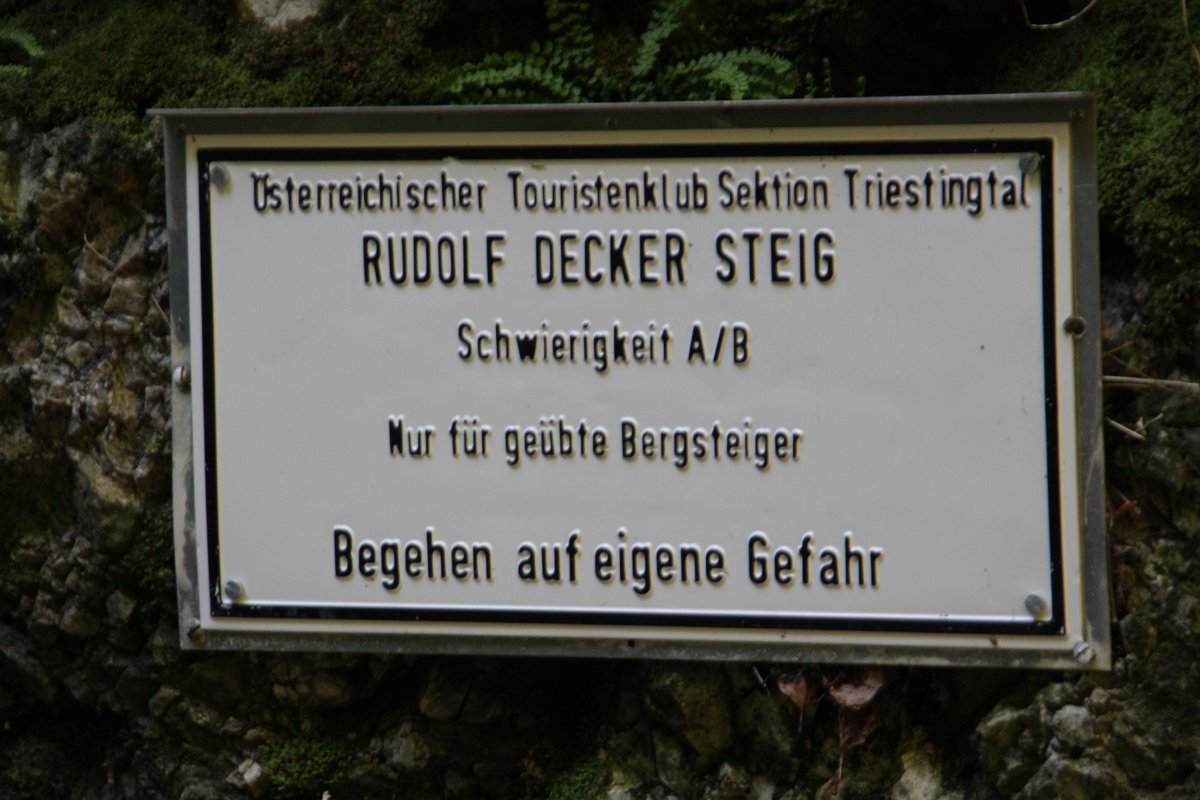 Österreichischer Touristenklub Sektion Triestingtal
RUDOLF DECKER STEIG
Schwierigkeit A/B
Nur für geübte Bergsteiger
Begehen auf eigene Gefahr